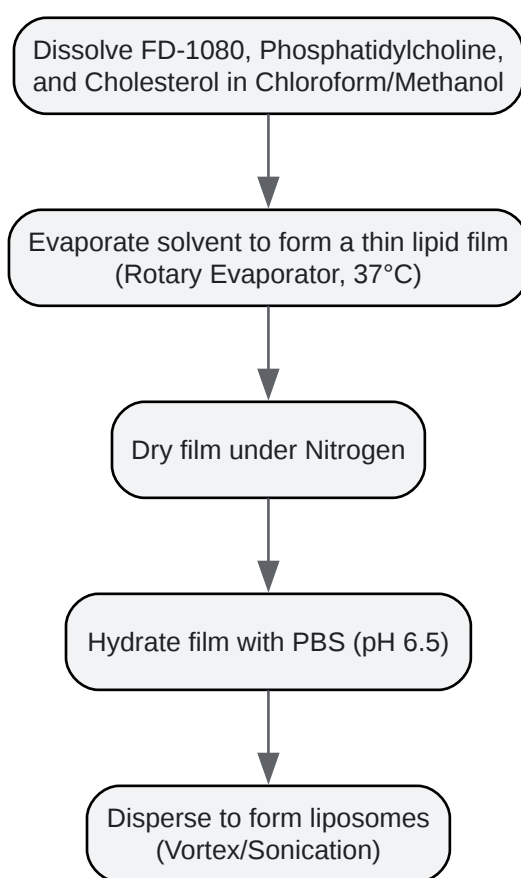 Dissolve FD-1080, Phosphatidylcholine,
and Cholesterol in Chloroform/Methanol
Evaporate solvent to form a thin lipid film
(Rotary Evaporator, 37°C)
Dry film under Nitrogen
Hydrate film with PBS (pH 6.5)
Disperse to form liposomes
(Vortex/Sonication)